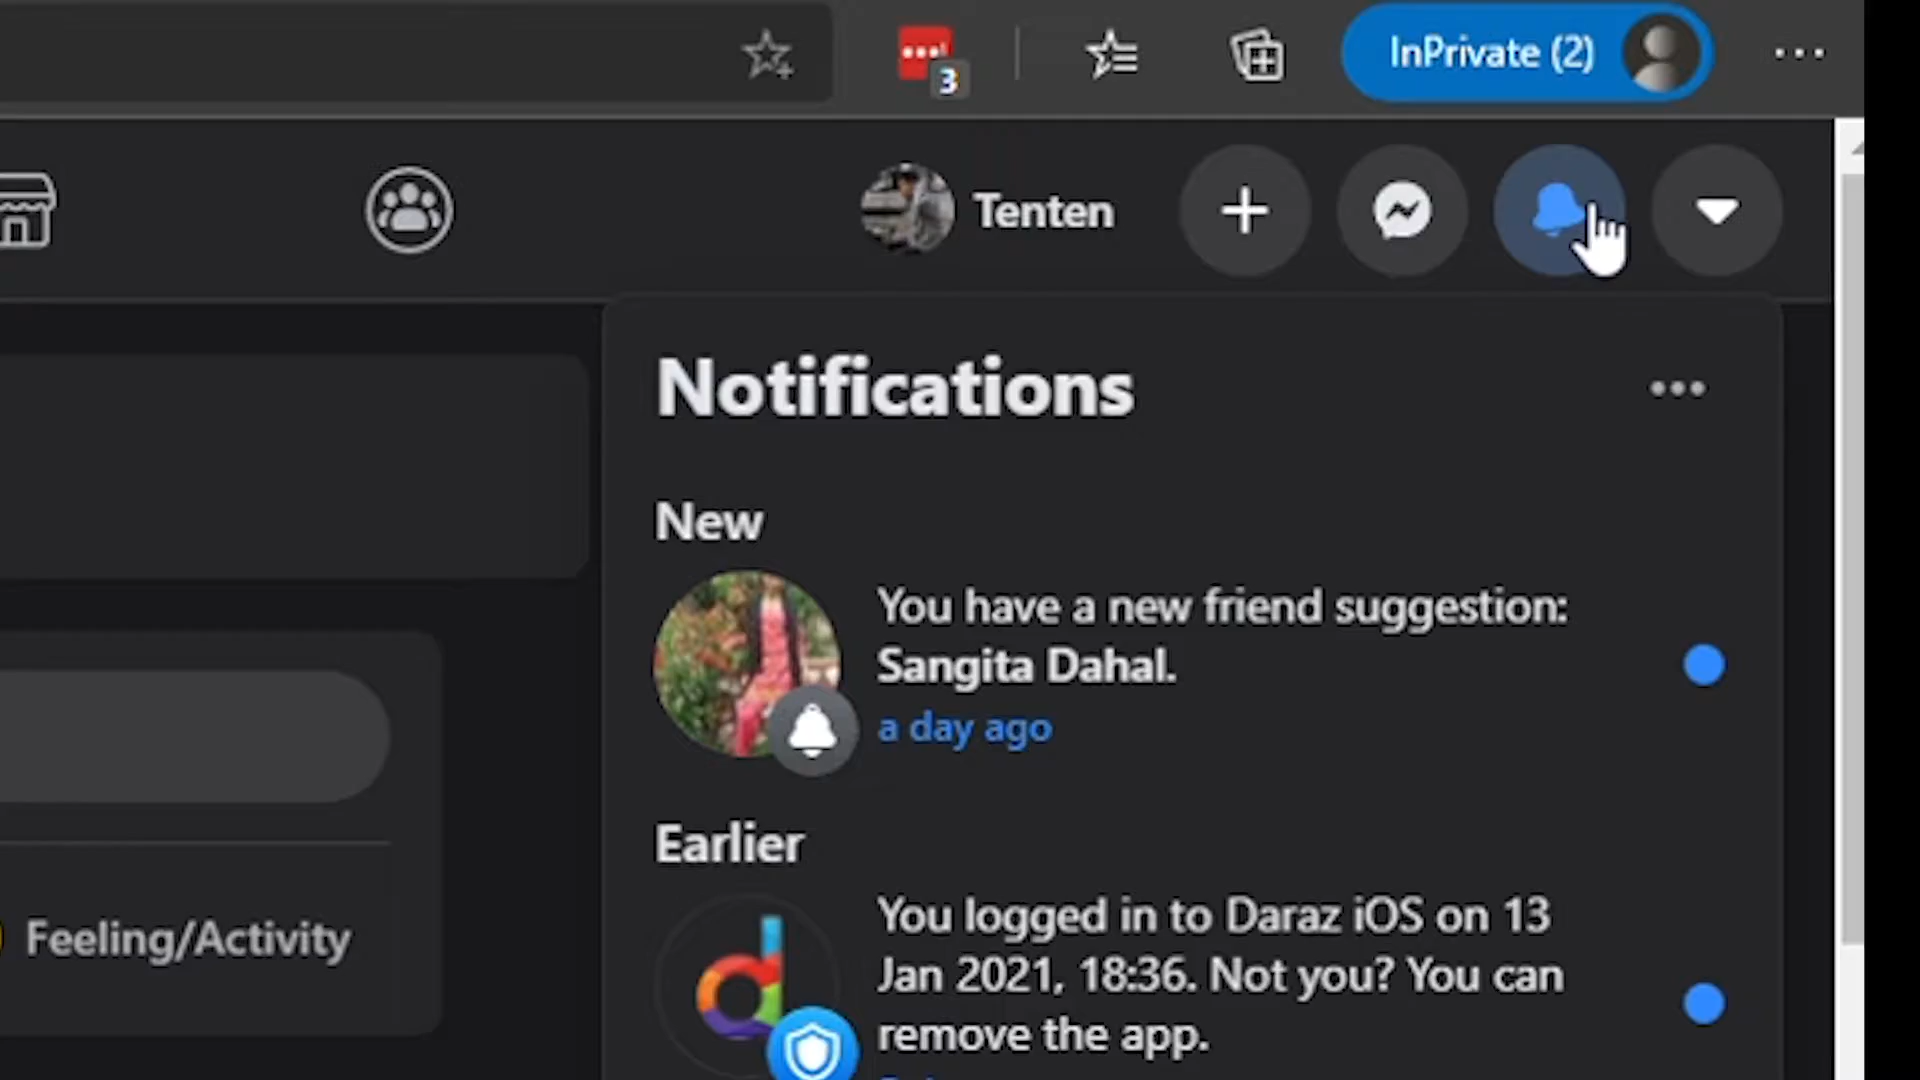 3
InPrivate (2)
Tenten
Notifications
New
You have a new friend suggestion:
Sangita Dahal.
a day ago
Earlier
You logged in to Daraz iOS on 13
Jan 2021, 18:36. Not you? You can
remove the app.
Feeling/Activity